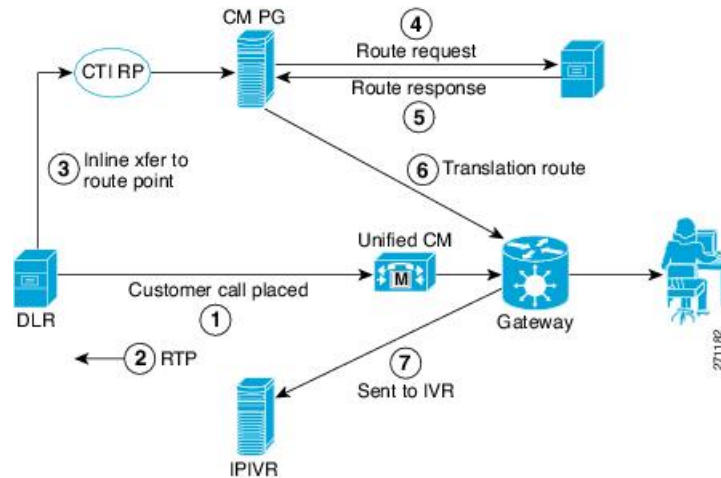 CM PG
4
Route request
CTI RP
Route response
5
3 Inline xfer to
route point
6 Translation route
Unified CM
M
Customer call placed
1
DLR
Gateway
2 RTP
7
Sent to IVR
IPIVR
271182